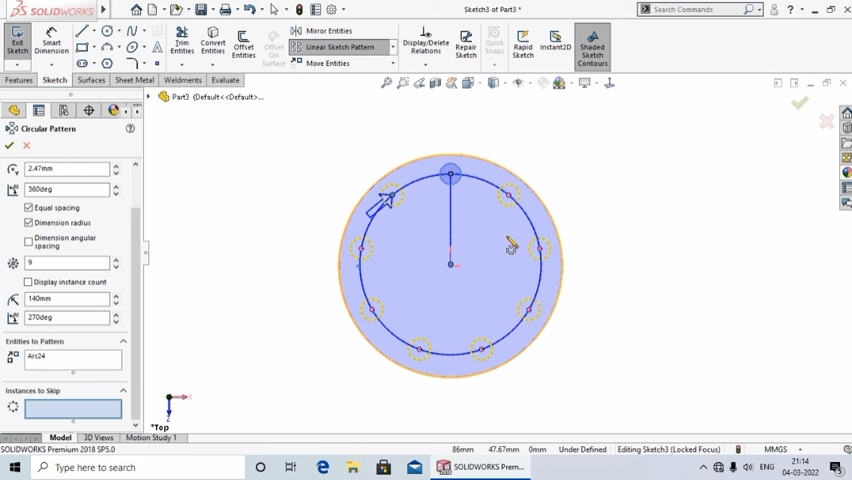 SOLIDWORKS
Sketch3 of Part3 *
Search Commands
Exit Sketch
Smart Dimension
Trim Entities
Convert Entities
Offset Entities
Offset On Surface
Mirror Entities
Linear Sketch Pattern
Move Entities
Display/Delete Relations
Repair Sketch
Quick Snaps
Rapid Sketch
Instant2D
Shaded Sketch Contours
Features
Sketch
Surfaces
Sheet Metal
Weldments
Evaluate
Part3 (Default<<Default>...
Circular Pattern
2.47mm
360deg
Equal spacing
Dimension radius
Dimension angular spacing
9
Display instance count
140mm
270deg
Entities to Pattern
Arc24
Instances to Skip
X
Z
*Top
Model
3D Views
Motion Study 1
SOLIDWORKS Premium 2018 SP5.0
86mm
47.67mm
0mm
Under Defined
Editing Sketch3 (Locked Focus)
MMGS
Type here to search
SOLIDWORKS Prem...
ENG
21:14
04-03-2022
5